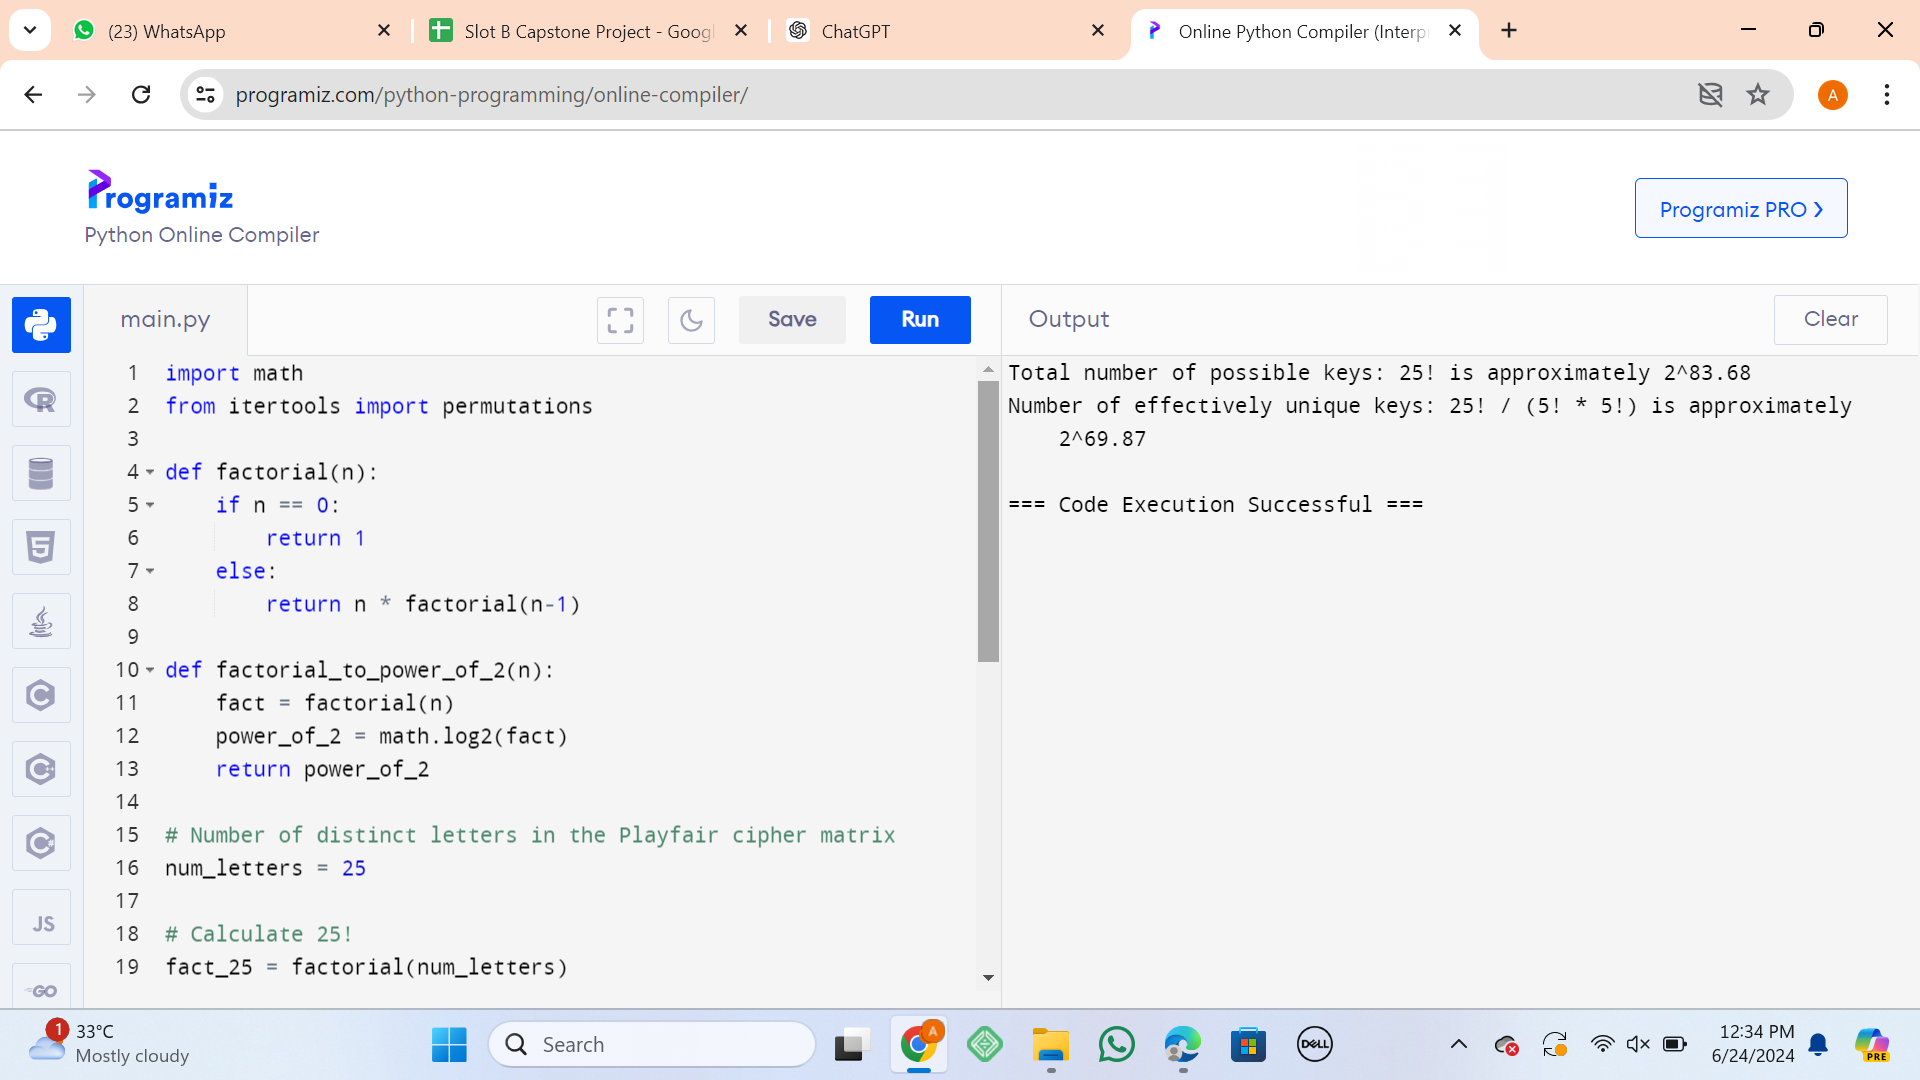 (23) WhatsApp
Slot B Capstone Project - Googl
ChatGPT
Online Python Compiler (Interp
programiz.com/python-programming/online-compiler/
A
Programiz
Python Online Compiler
Programiz PRO
main.py
Save
Run
Output
Clear
1 import math
2 from itertools import permutations
3
4 def factorial(n):
5 if n == 0:
6 return 1
7 else:
8 return n * factorial(n-1)
9
10 def factorial_to_power_of_2(n):
11 fact = factorial(n)
12 power_of_2 = math.log2(fact)
13 return power_of_2
14
15 # Number of distinct letters in the Playfair cipher matrix
16 num_letters = 25
17
18 # Calculate 25!
19 fact_25 = factorial(num_letters)
Total number of possible keys: 25! is approximately 2^83.68
Number of effectively unique keys: 25! / (5! * 5!) is approximately
2^69.87
=== Code Execution Successful ===
R
5
C
C
C
JS
GO
1
33°C
Mostly cloudy
Search
A
DELL
12:34 PM
6/24/2024
PRE